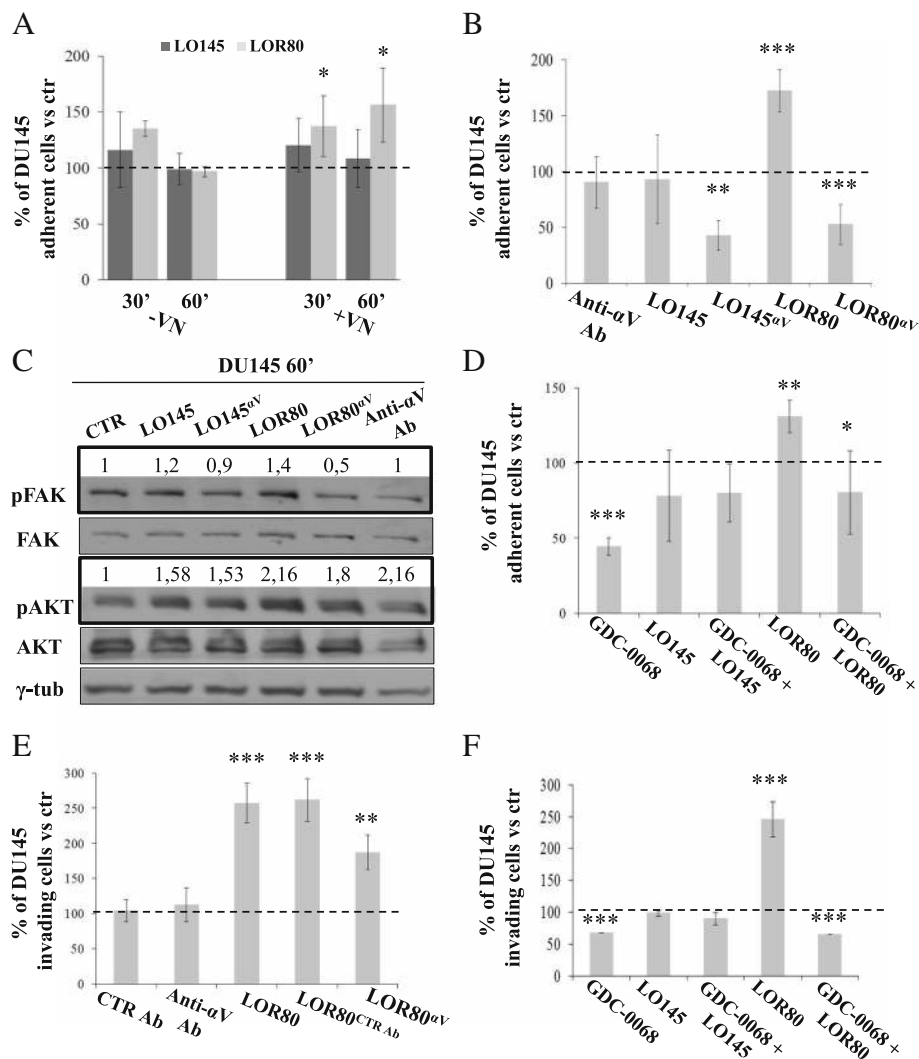 A
LO145 LOR80
% of DU145
adherent cells vs ctr
200
150
100
50
0
* *
30’ 60’ 30’ 60’
-VN +VN
B
% of DU145
adherent cells vs ctr
200
150
100
50
0
** *** ***
Anti-αV
Ab
LO145
LO145αV
LOR80
LOR80αV
C
DU145 60’
CTR LO145 LO145αV LOR80 LOR80αV Anti-αV
Ab
1 1,2 0,9 1,4 0,5 1
pFAK
FAK
1 1,58 1,53 2,16 1,8 2,16
pAKT
AKT
γ-tub
D
% of DU145
adherent cells vs ctr
150
100
50
0
*** ** *
GDC-0068
LO145
GDC-0068 +
LO145
LOR80
GDC-0068 +
LOR80
E
% of DU145
invading cells vs ctr
300
250
200
150
100
50
0
*** *** **
CTR Ab
Anti-αV
Ab
LOR80
LOR80CTR Ab
LOR80αV
F
% of DU145
invading cells vs ctr
300
250
200
150
100
50
0
*** *** ***
GDC-0068
LO145
GDC-0068 +
LO145
LOR80
GDC-0068 +
LOR80